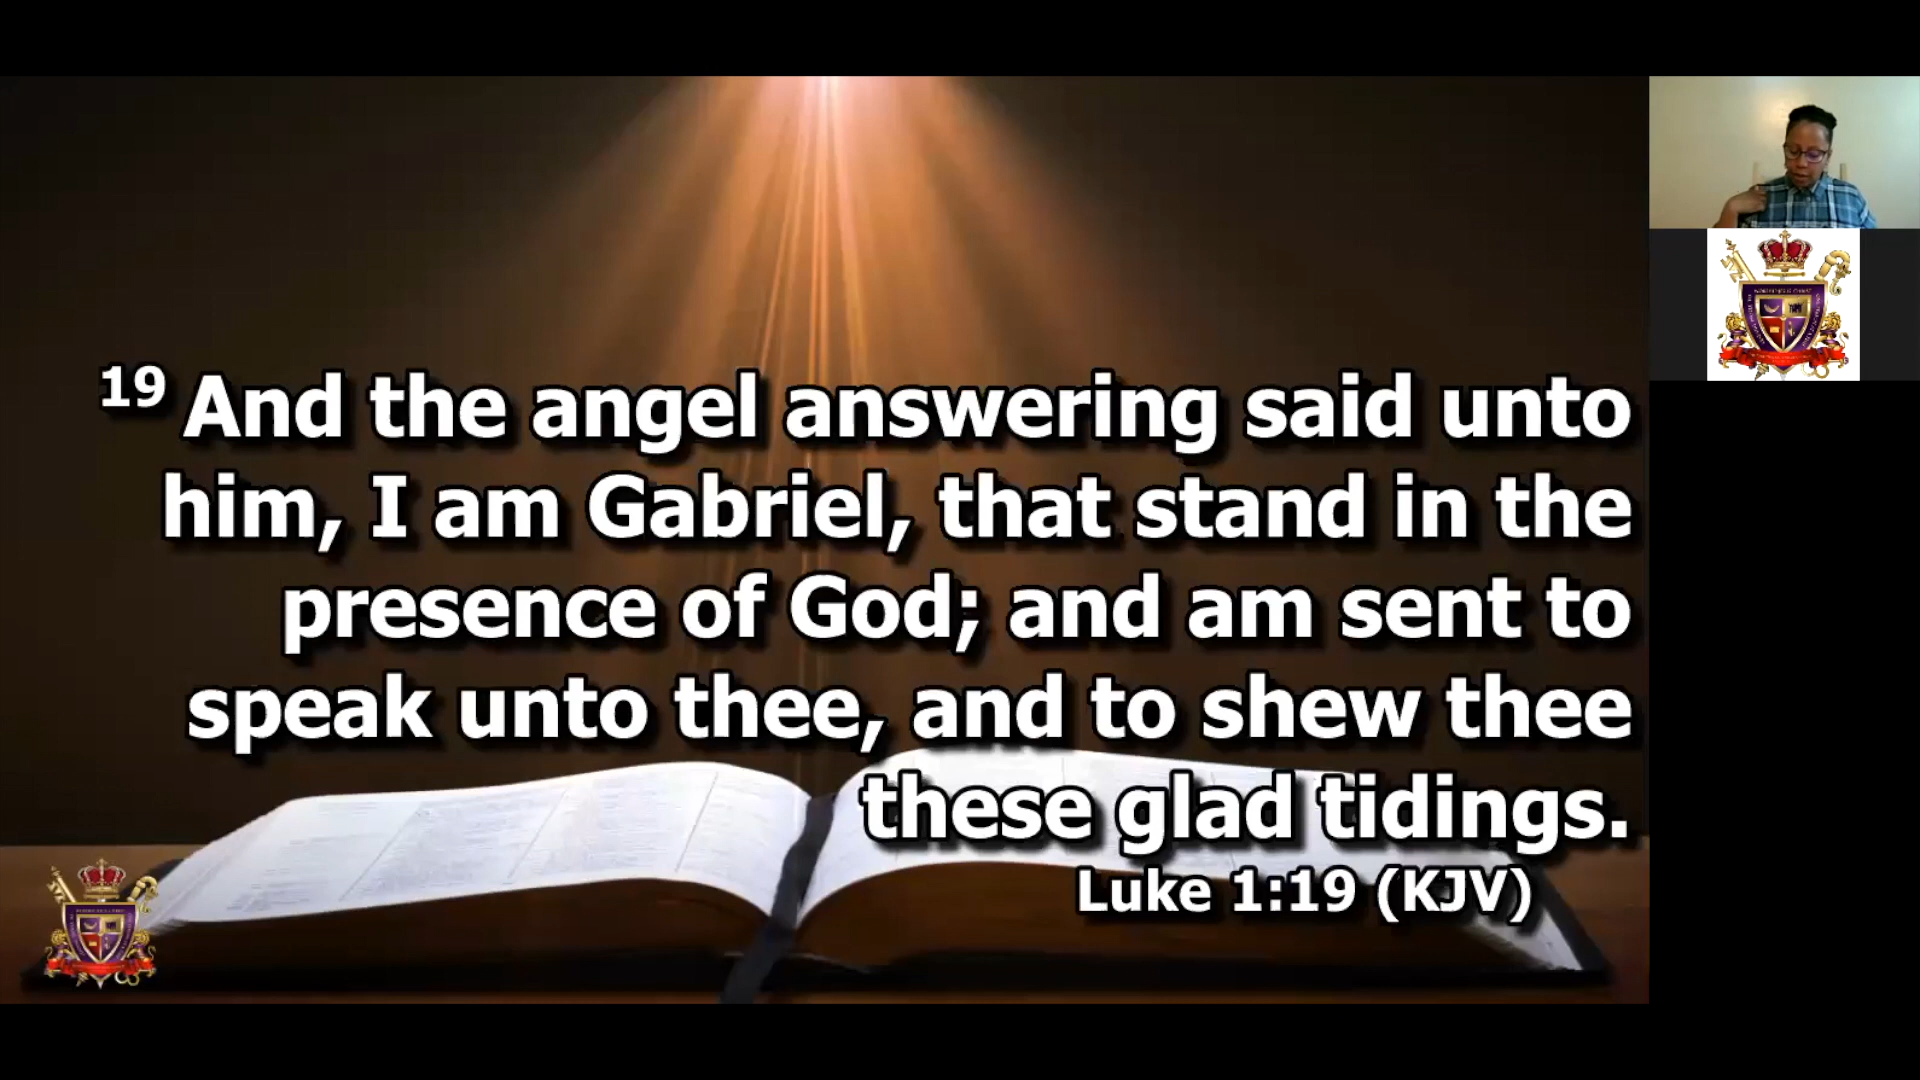 19 And the angel answering said unto
him, I am Gabriel, that stand in the
presence of God; and am sent to
speak unto thee, and to shew thee
these glad tidings.
Luke 1:19 (KJV)